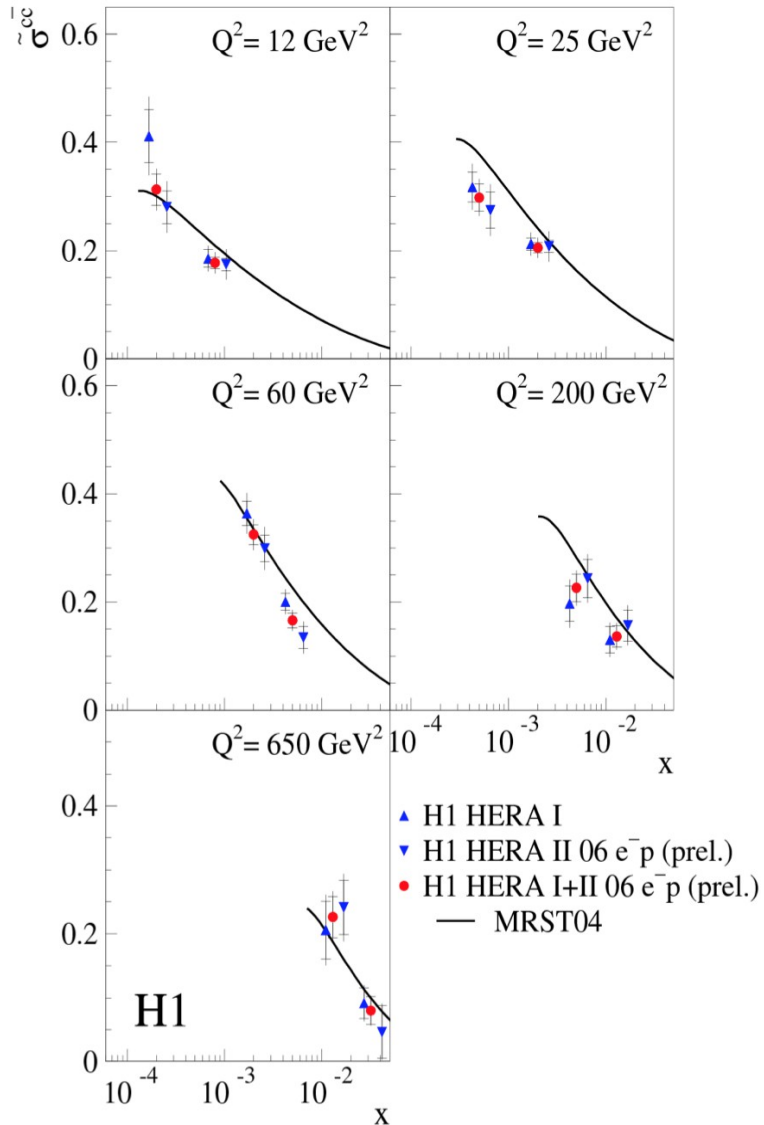 σ̃ᶜᶜ̄
Q²= 12 GeV²
Q²= 25 GeV²
0.6
0.4
0.2
0
Q²= 60 GeV²
Q²= 200 GeV²
0.6
0.4
0.2
0
10⁻⁴ 10⁻³ 10⁻²
x
Q²= 650 GeV²
0.4
0.2
0
H1
10⁻⁴ 10⁻³ 10⁻²
x
H1 HERA I
H1 HERA II 06 e⁻p (prel.)
H1 HERA I+II 06 e⁻p (prel.)
MRST04